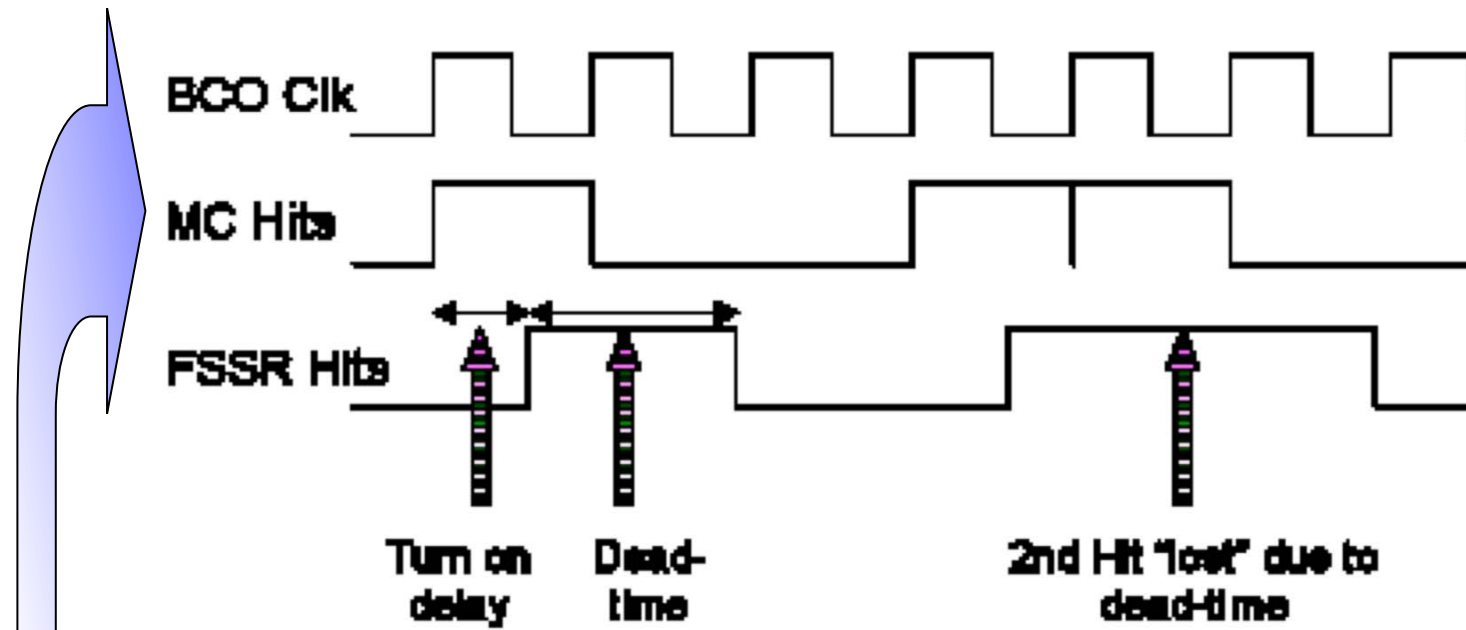 BCO Clk
MC Hits
FSSR Hits
Turn on
delay
Dead-
time
2nd Hit "lost" due to
dead-time